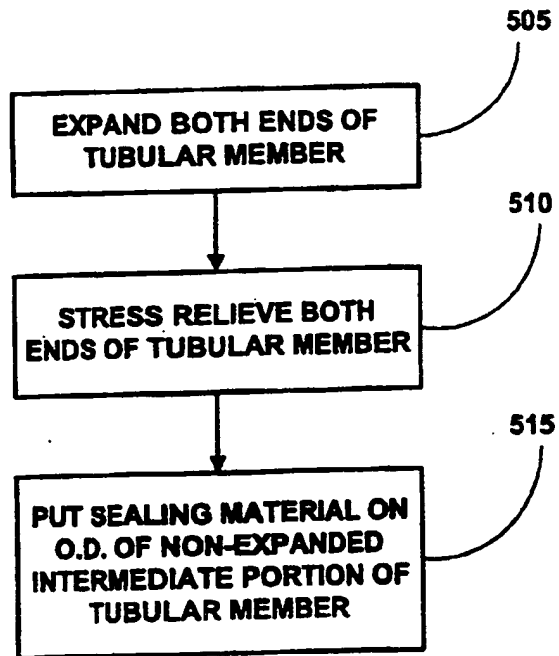 505
EXPAND BOTH ENDS OF
TUBULAR MEMBER
510
STRESS RELIEVE BOTH
ENDS OF TUBULAR MEMBER
515
PUT SEALING MATERIAL ON
O.D. OF NON-EXPANDED
INTERMEDIATE PORTION OF
TUBULAR MEMBER